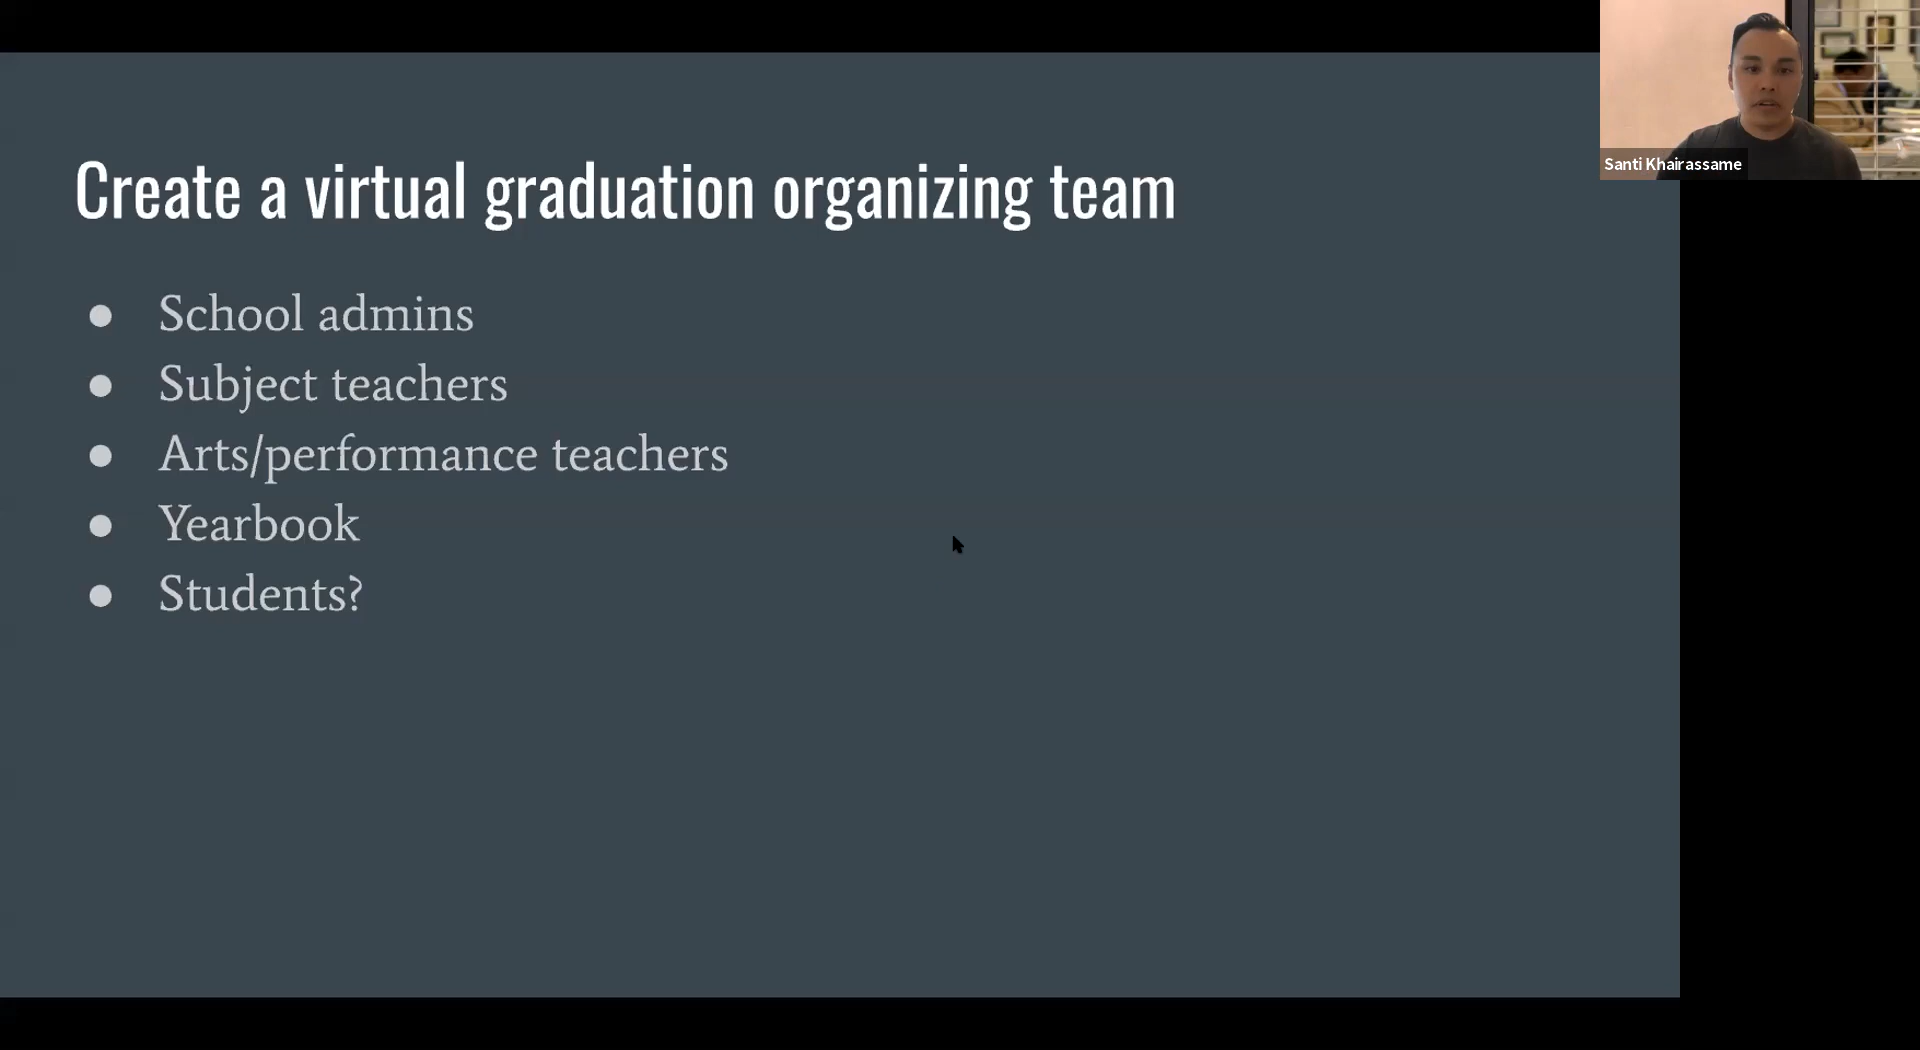 Create a virtual graduation organizing team
● School admins
● Subject teachers
● Arts/performance teachers
● Yearbook
● Students?
Santi Khairassame